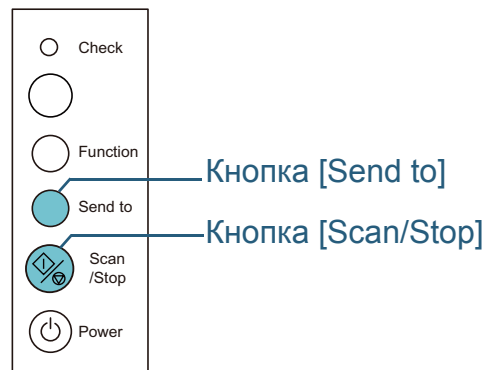 Check
Function
Кнопка [Send to]
Send to
Кнопка [Scan/Stop]
Scan
/Stop
Power